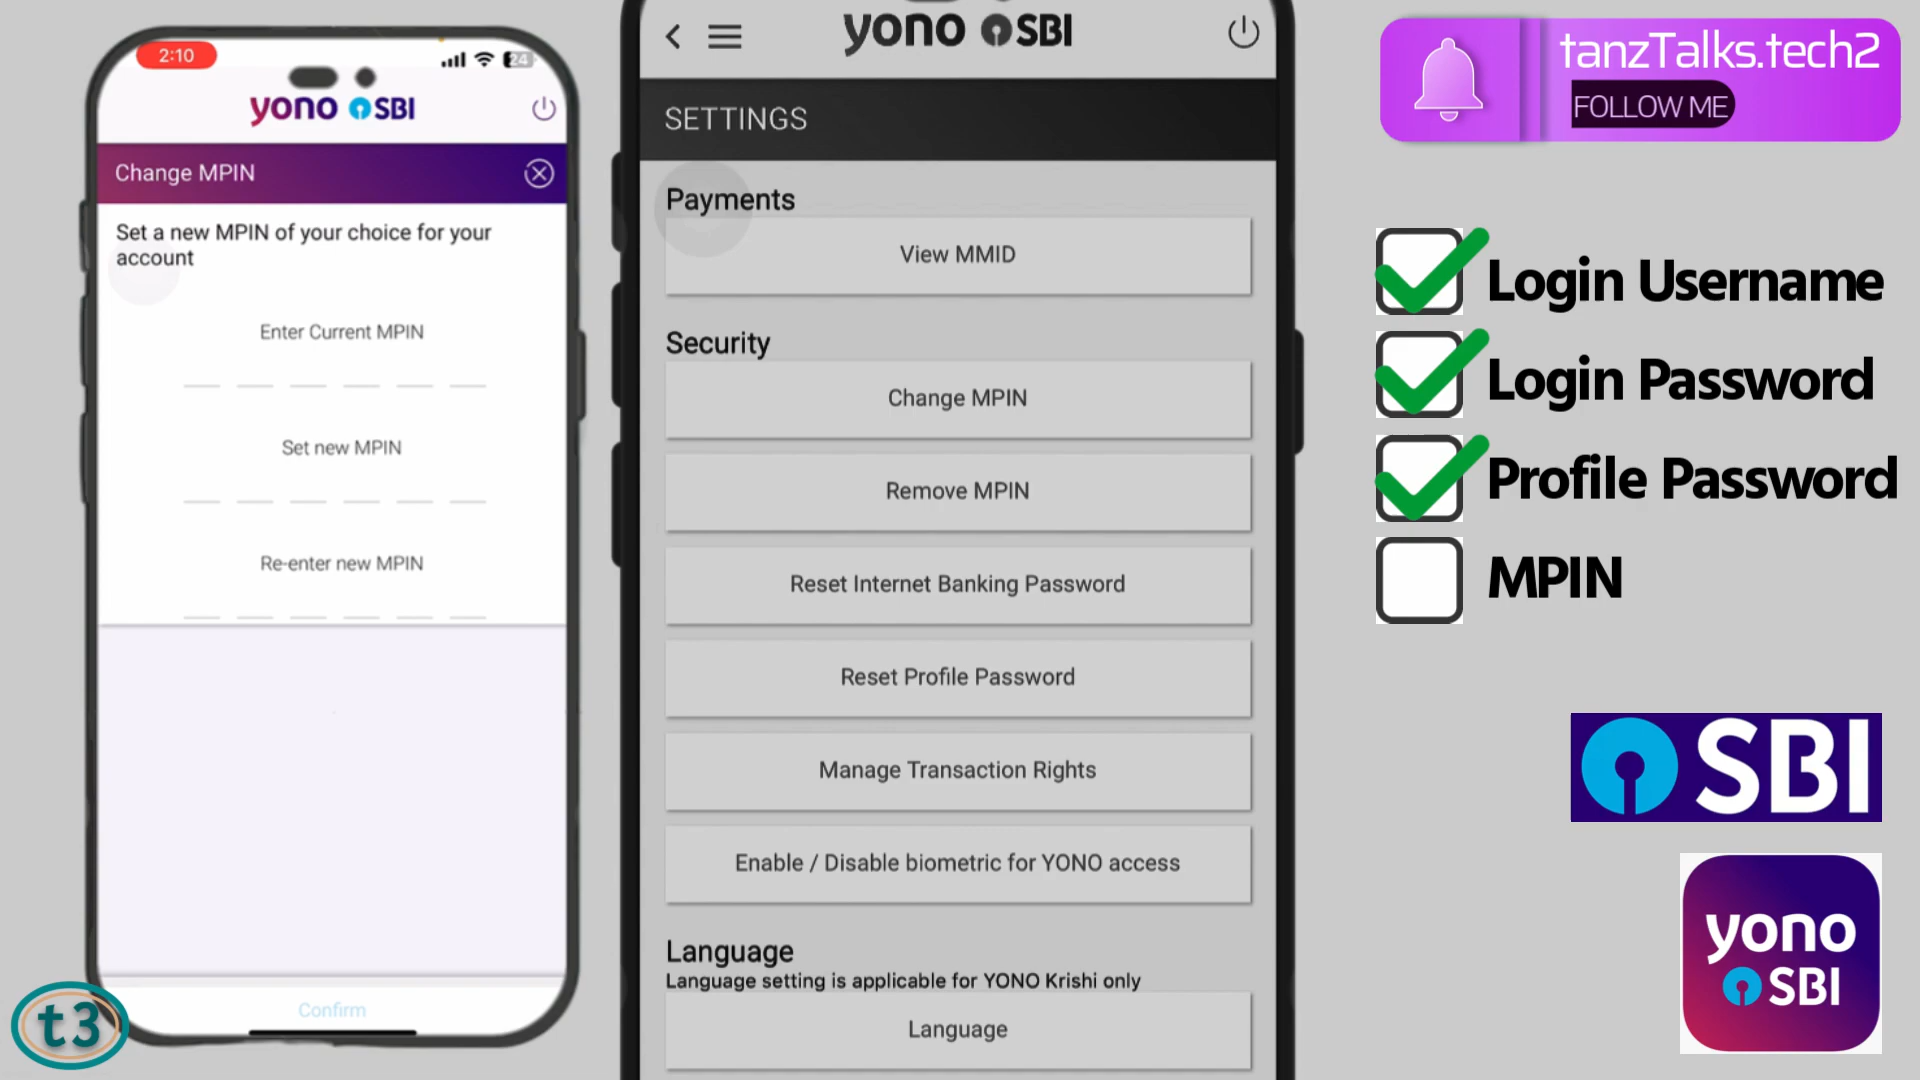 2:10
24
yono SBI
Change MPIN
Set a new MPIN of your choice for your
account
Enter Current MPIN
Set new MPIN
Re-enter new MPIN
Confirm
t3
yono SBI
SETTINGS
Payments
View MMID
Security
Change MPIN
Remove MPIN
Reset Internet Banking Password
Reset Profile Password
Manage Transaction Rights
Enable / Disable biometric for YONO access
Language
Language setting is applicable for YONO Krishi only
Language
tanzTalks.tech2
FOLLOW ME
Login Username
Login Password
Profile Password
MPIN
SBI
yono
SBI